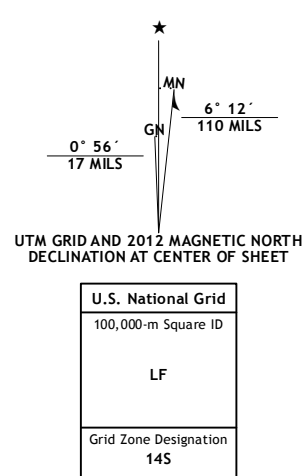 MN
6° 12´
110 MILS
GN
0° 56´
17 MILS
UTM GRID AND 2012 MAGNETIC NORTH
DECLINATION AT CENTER OF SHEET
U.S. National Grid
100,000-m Square ID
LF
Grid Zone Designation
14S